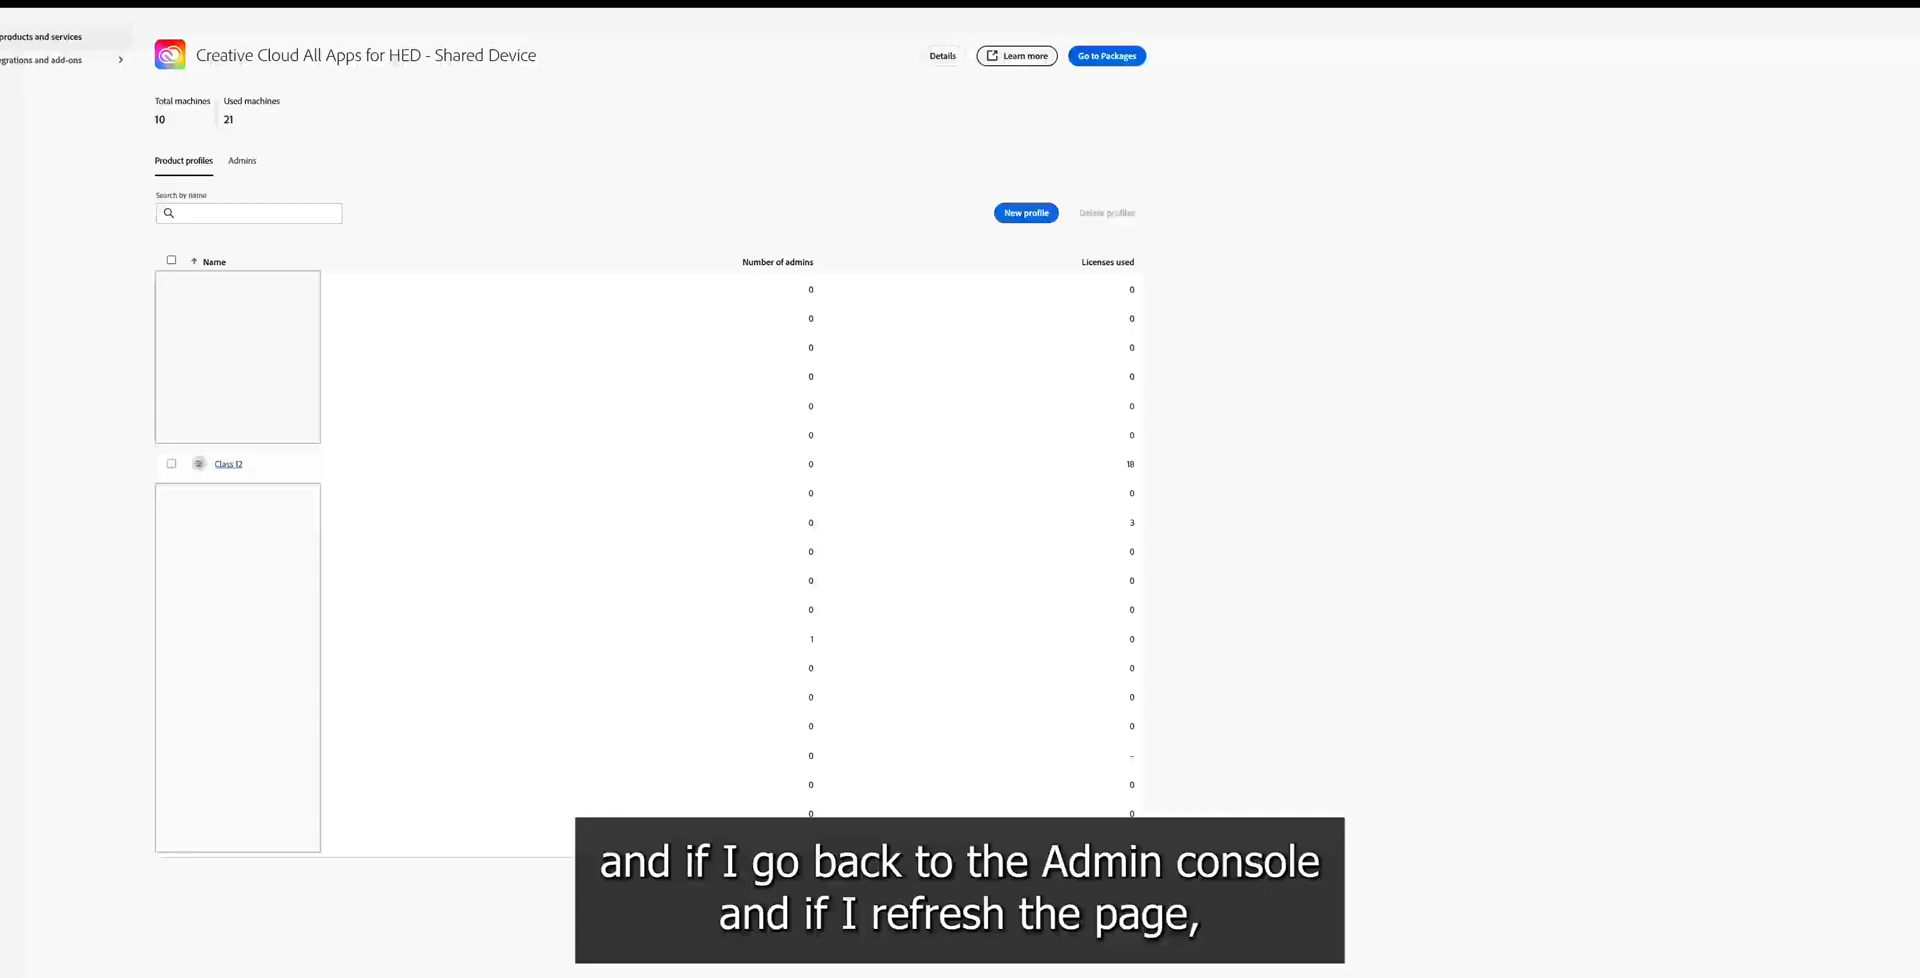 products and services
grations and add-ons
Creative Cloud All Apps for HED - Shared Device
Details
Learn more
Go to Packages
Total machines
Used machines
10
21
Product profiles
Admins
Search by name
New profile
Delete profiles
Name
Number of admins
Licenses used
0 0
0 0
0 0
0 0
0 0
0 0
Class 12 0 18
0 0
0 3
0 0
0 0
0 0
1 0
0 0
0 0
0 0
0 –
0 0
0 0
and if I go back to the Admin console
and if I refresh the page,